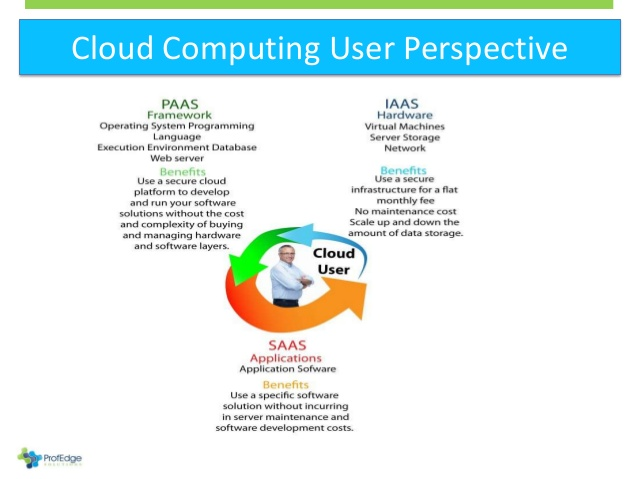 Cloud Computing User Perspective
PAAS
Framework
Operating System Programming
Language
Execution Environment Database
Web server
Benefits
Use a secure cloud
platform to develop
and run your software
solutions without the cost
and complexity of buying
and managing hardware
and software layers.
IAAS
Hardware
Virtual Machines
Server Storage
Network
Benefits
Use a secure
infrastructure for a flat
monthly fee
No maintenance cost
Scale up and down the
amount of data storage.
Cloud
User
SAAS
Applications
Application Sofware
Benefits
Use a specific software
solution without incurring
in server maintenance and
software development costs.
ProfEdge
SOLUTIONS